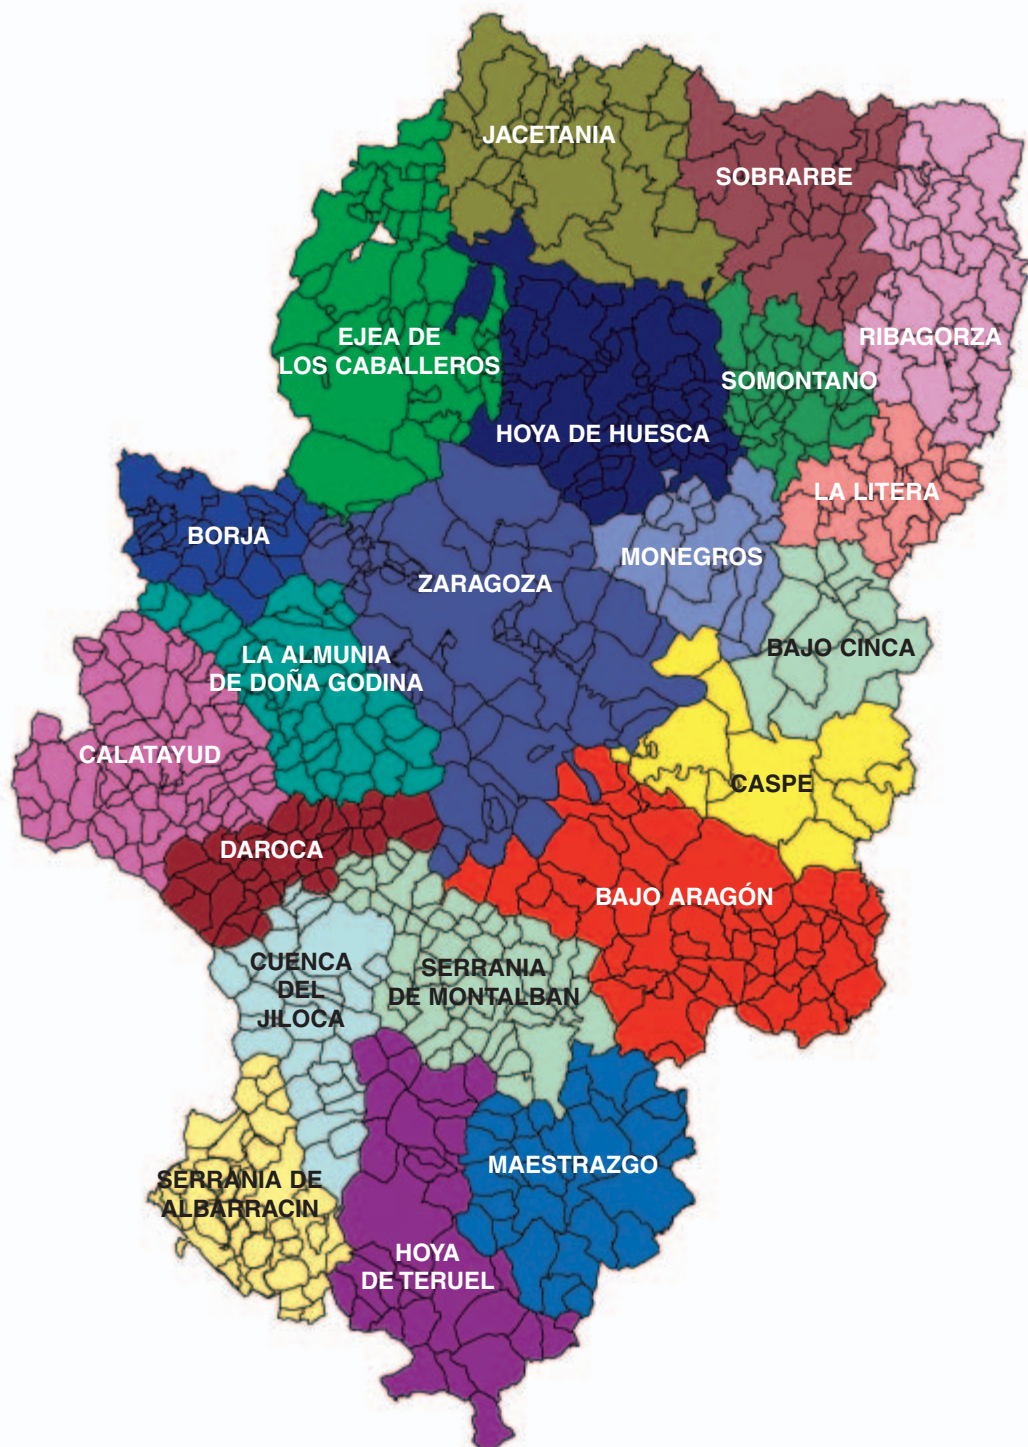 JACETANIA
SOBRARBE
EJEA DE
LOS CABALLEROS
RIBAGORZA
SOMONTANO
HOYA DE HUESCA
LA LITERA
BORJA
MONEGROS
ZARAGOZA
LA ALMUNIA
DE DOÑA GODINA
BAJO CINCA
CALATAYUD
CASPE
DAROCA
BAJO ARAGÓN
CUENCA
DEL
JILOCA
SERRANIA
DE MONTALBAN
MAESTRAZGO
SERRANIA DE
ALBARRACIN
HOYA
DE TERUEL